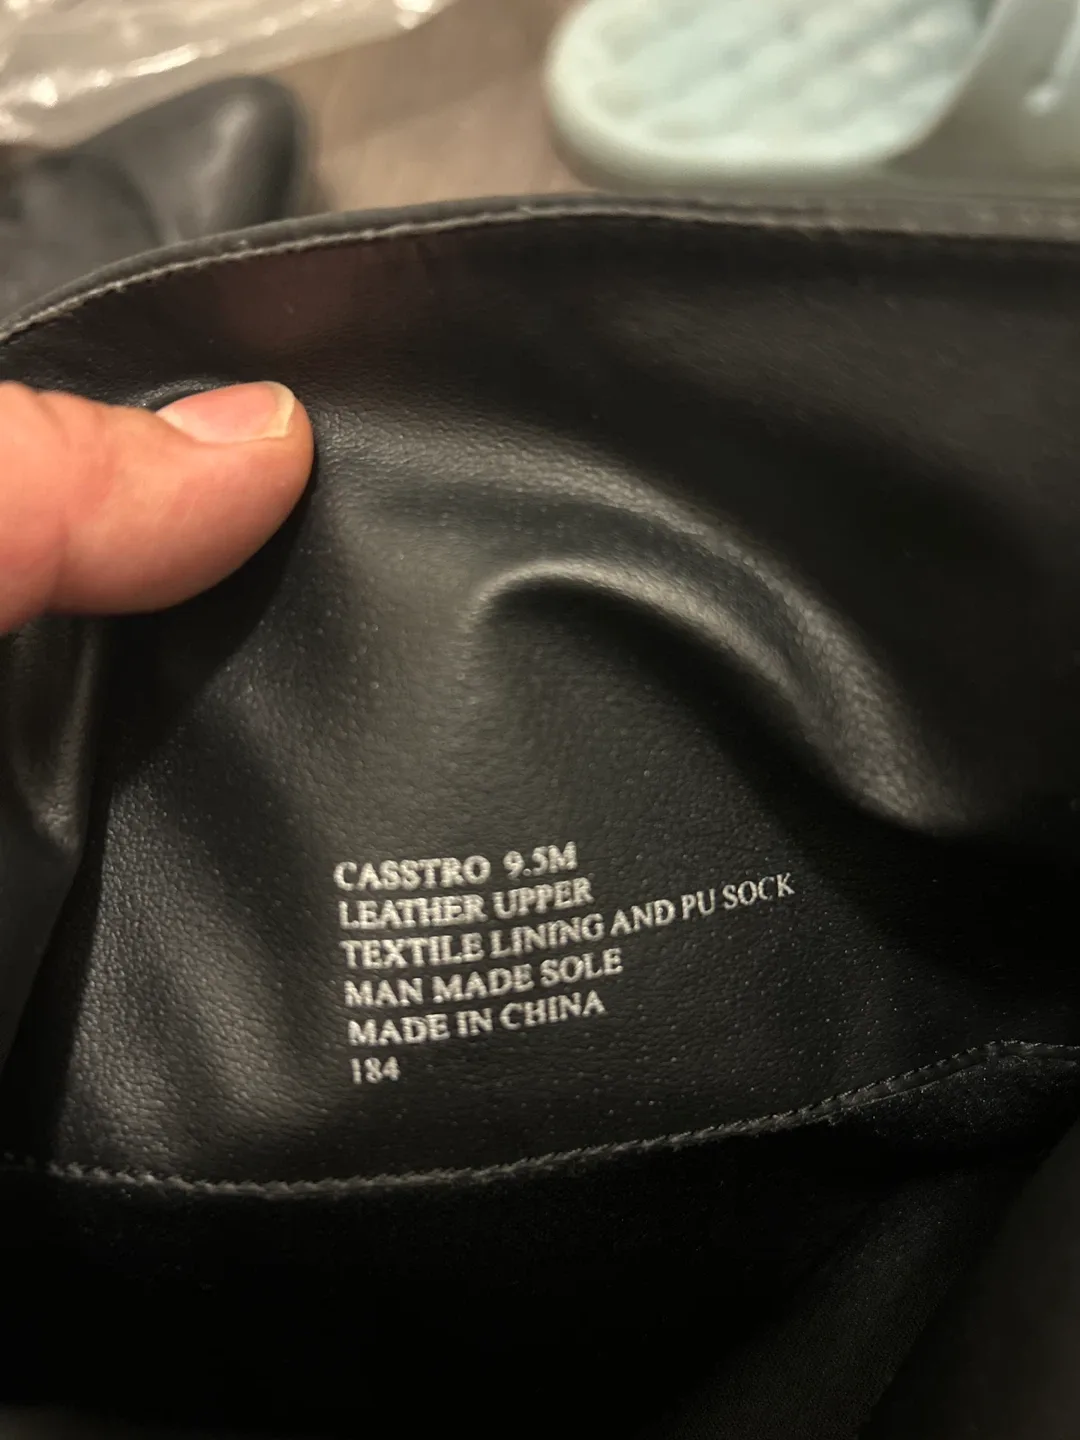 CASSTRO 9.5M
LEATHER UPPER
TEXTILE LINING AND PU SOCK
MAN MADE SOLE
MADE IN CHINA
184